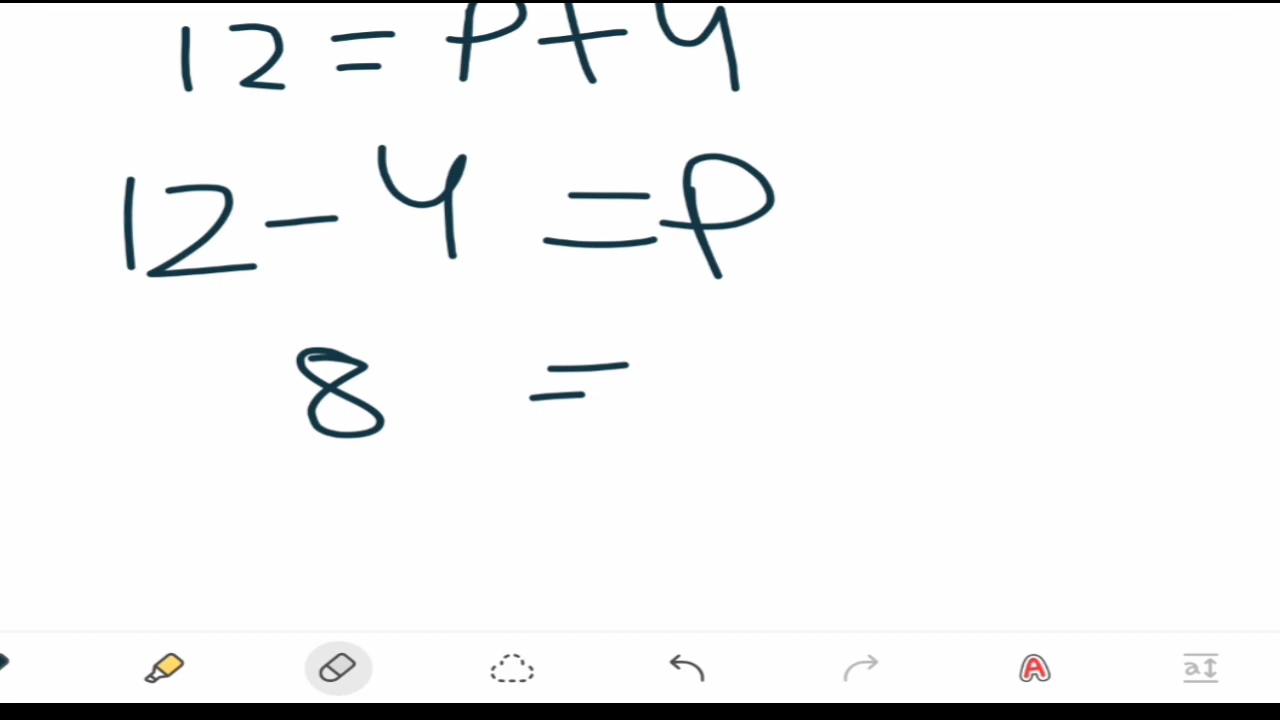 12 = P + 4
12 - 4 = P
8 =
A
a